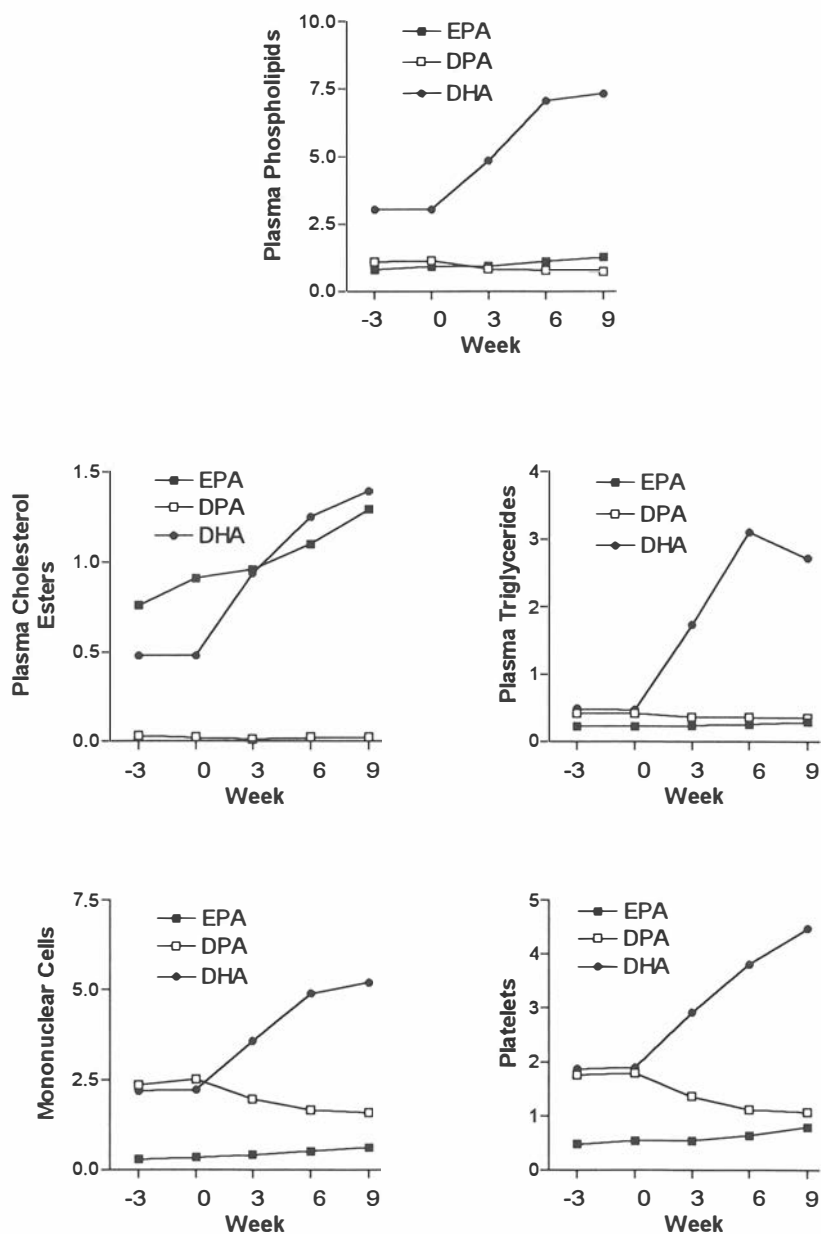 10.0
7.5
5.0
2.5
0.0
Plasma Phospholipids
EPA
DPA
DHA
-3 0 3 6 9
Week
1.5
1.0
0.5
0.0
Plasma Cholesterol
Esters
EPA
DPA
DHA
-3 0 3 6 9
Week
4
3
2
1
0
Plasma Triglycerides
EPA
DPA
DHA
-3 0 3 6 9
Week
7.5
5.0
2.5
0.0
Mononuclear Cells
EPA
DPA
DHA
-3 0 3 6 9
Week
5
4
3
2
1
0
Platelets
EPA
DPA
DHA
-3 0 3 6 9
Week